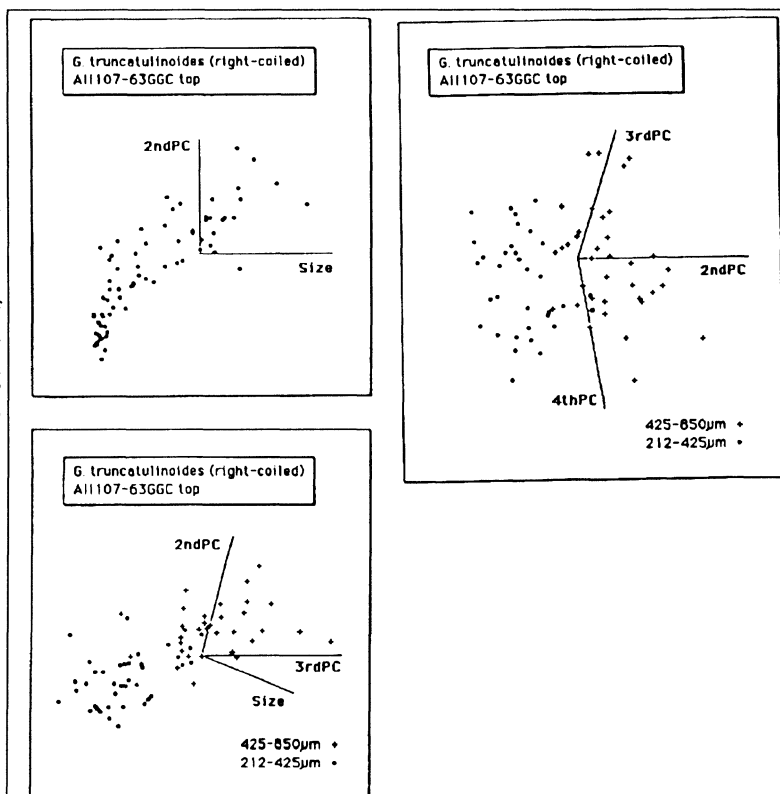 G. truncatulinoides (right-coiled)
All107-63GGC top
2ndPC
Size
G. truncatulinoides (right-coiled)
All107-63GGC top
3rdPC
2ndPC
4thPC
425-850µm +
212-425µm •
G. truncatulinoides (right-coiled)
All107-63GGC top
2ndPC
3rdPC
Size
425-850µm +
212-425µm •